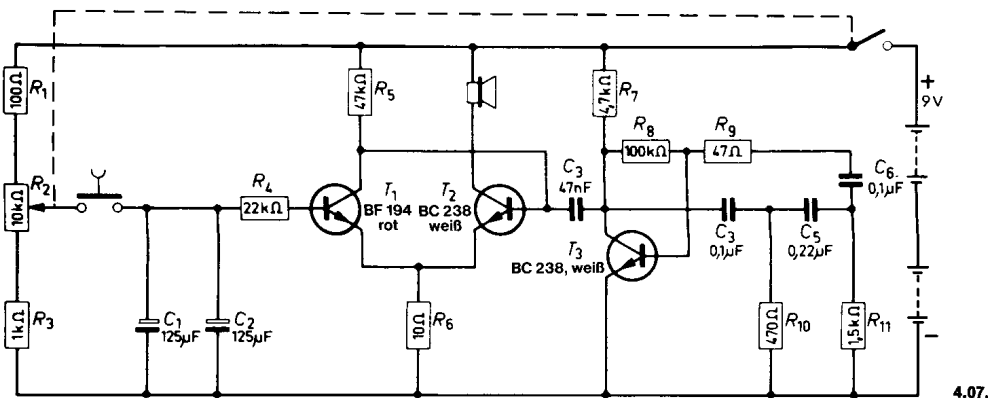 100Ω
R1
47kΩ
R5
4,7kΩ
R7
+
9V
R8
100kΩ
R9
47Ω
R2
10kΩ
R4
22kΩ
T1
BF 194
rot
T2
BC 238
weiß
C3
47nF
C6
0,1µF
C3
0,1µF
C5
0,22µF
T3
BC 238, weiß
R3
1kΩ
C1
125µF
C2
125µF
10Ω
R6
470Ω
R10
1,5kΩ
R11
−
4.07.